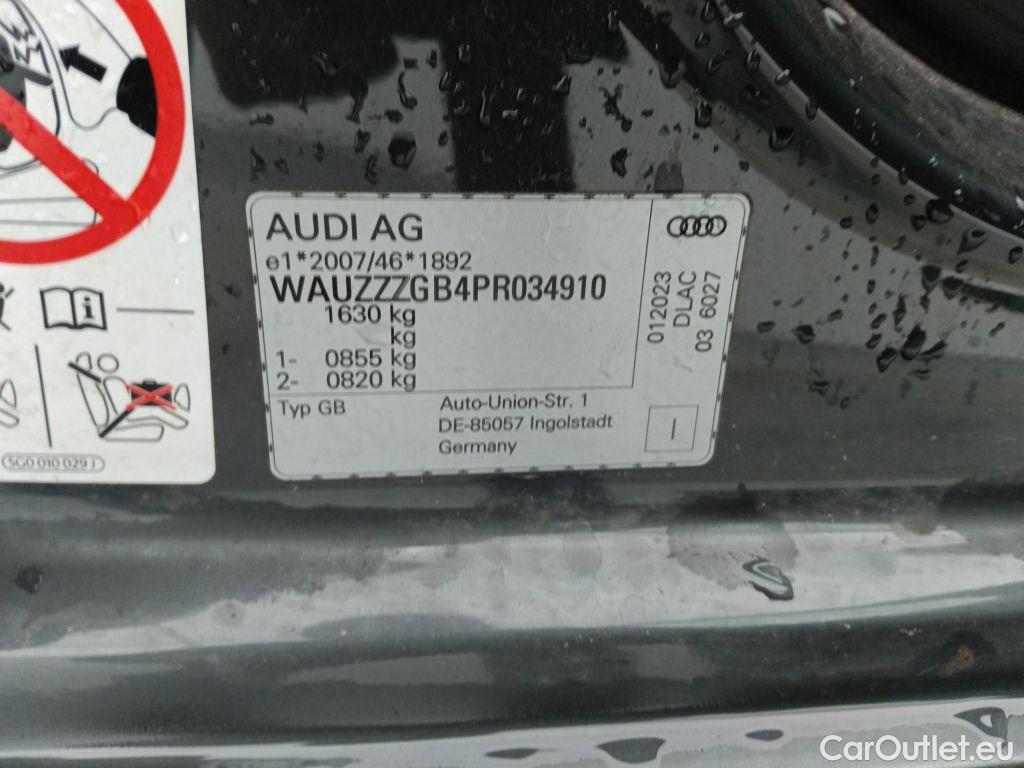 AUDI AG
e1*2007/46*1892
WAUZZZGB4PR034910
1630 kg
kg
1- 0855 kg
2- 0820 kg
Typ GB
Auto-Union-Str. 1
DE-85057 Ingolstadt
Germany
012023
DLAC
03 6027
I
5G0 010 029 J
CarOutlet.eu